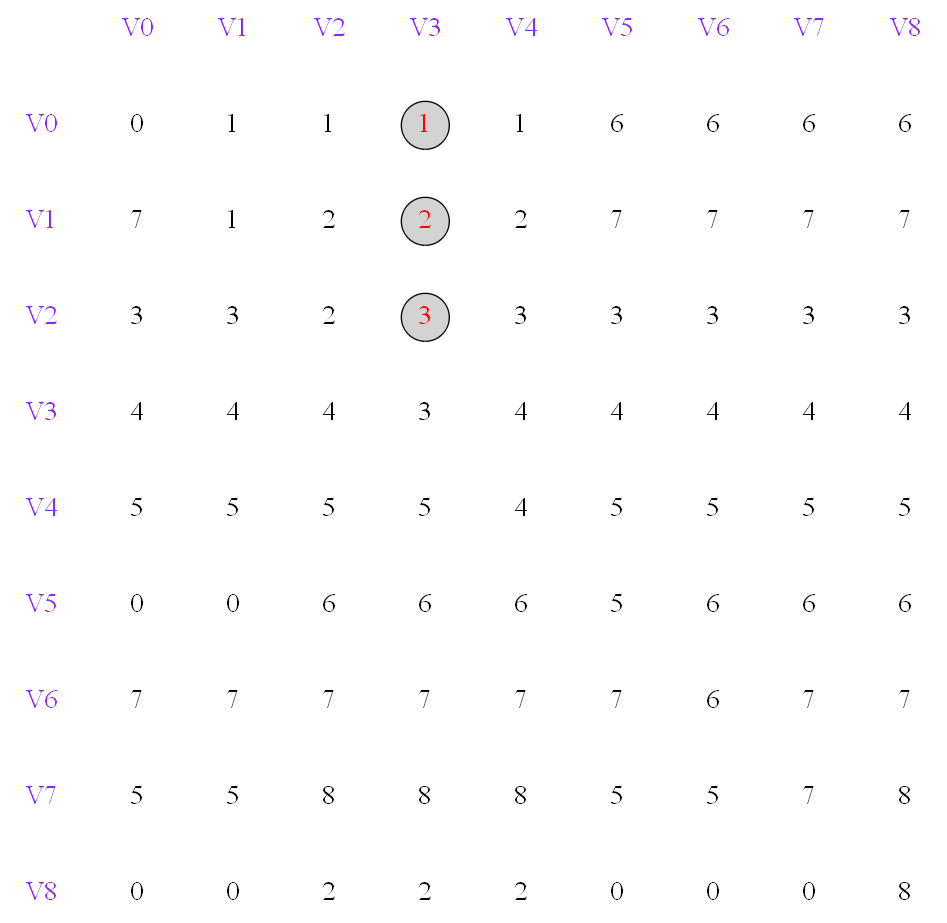 V0 V1 V2 V3 V4 V5 V6 V7 V8
V0 0 1 1 1 1 6 6 6 6
V1 7 1 2 2 2 7 7 7 7
V2 3 3 2 3 3 3 3 3 3
V3 4 4 4 3 4 4 4 4 4
V4 5 5 5 5 4 5 5 5 5
V5 0 0 6 6 6 5 6 6 6
V6 7 7 7 7 7 7 6 7 7
V7 5 5 8 8 8 5 5 7 8
V8 0 0 2 2 2 0 0 0 8